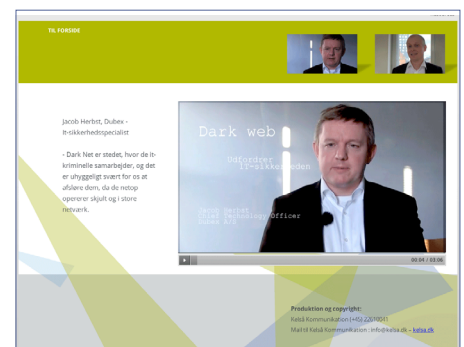 TIL FORSIDE
Jacob Herbst, Dubex -
It-sikkerhedsspecialist
- Dark Net er stedet, hvor de it-
kriminelle samarbejder, og det
er uhyggeligt svært for os at
afsløre dem, da de netop
opererer skjult og i store
netværk.
Dark web
Udfordrer
IT-sikkerheden
Jacob Herbst
Chief Technology Officer
Dubex A/S
00:04 / 03:06
Produktion og copyright:
Kelså Kommunikation (+45)
Mail til Kelså Kommunikation : info@kelsa.dk – kelsa.dk